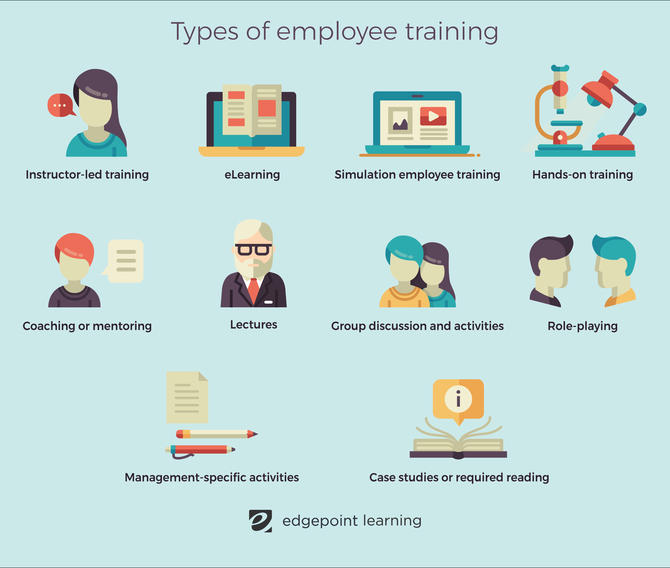 Types of employee training
Instructor-led training
eLearning
Simulation employee training
Hands-on training
Coaching or mentoring
Lectures
Group discussion and activities
Role-playing
i
Management-specific activities
Case studies or required reading
edgepoint learning